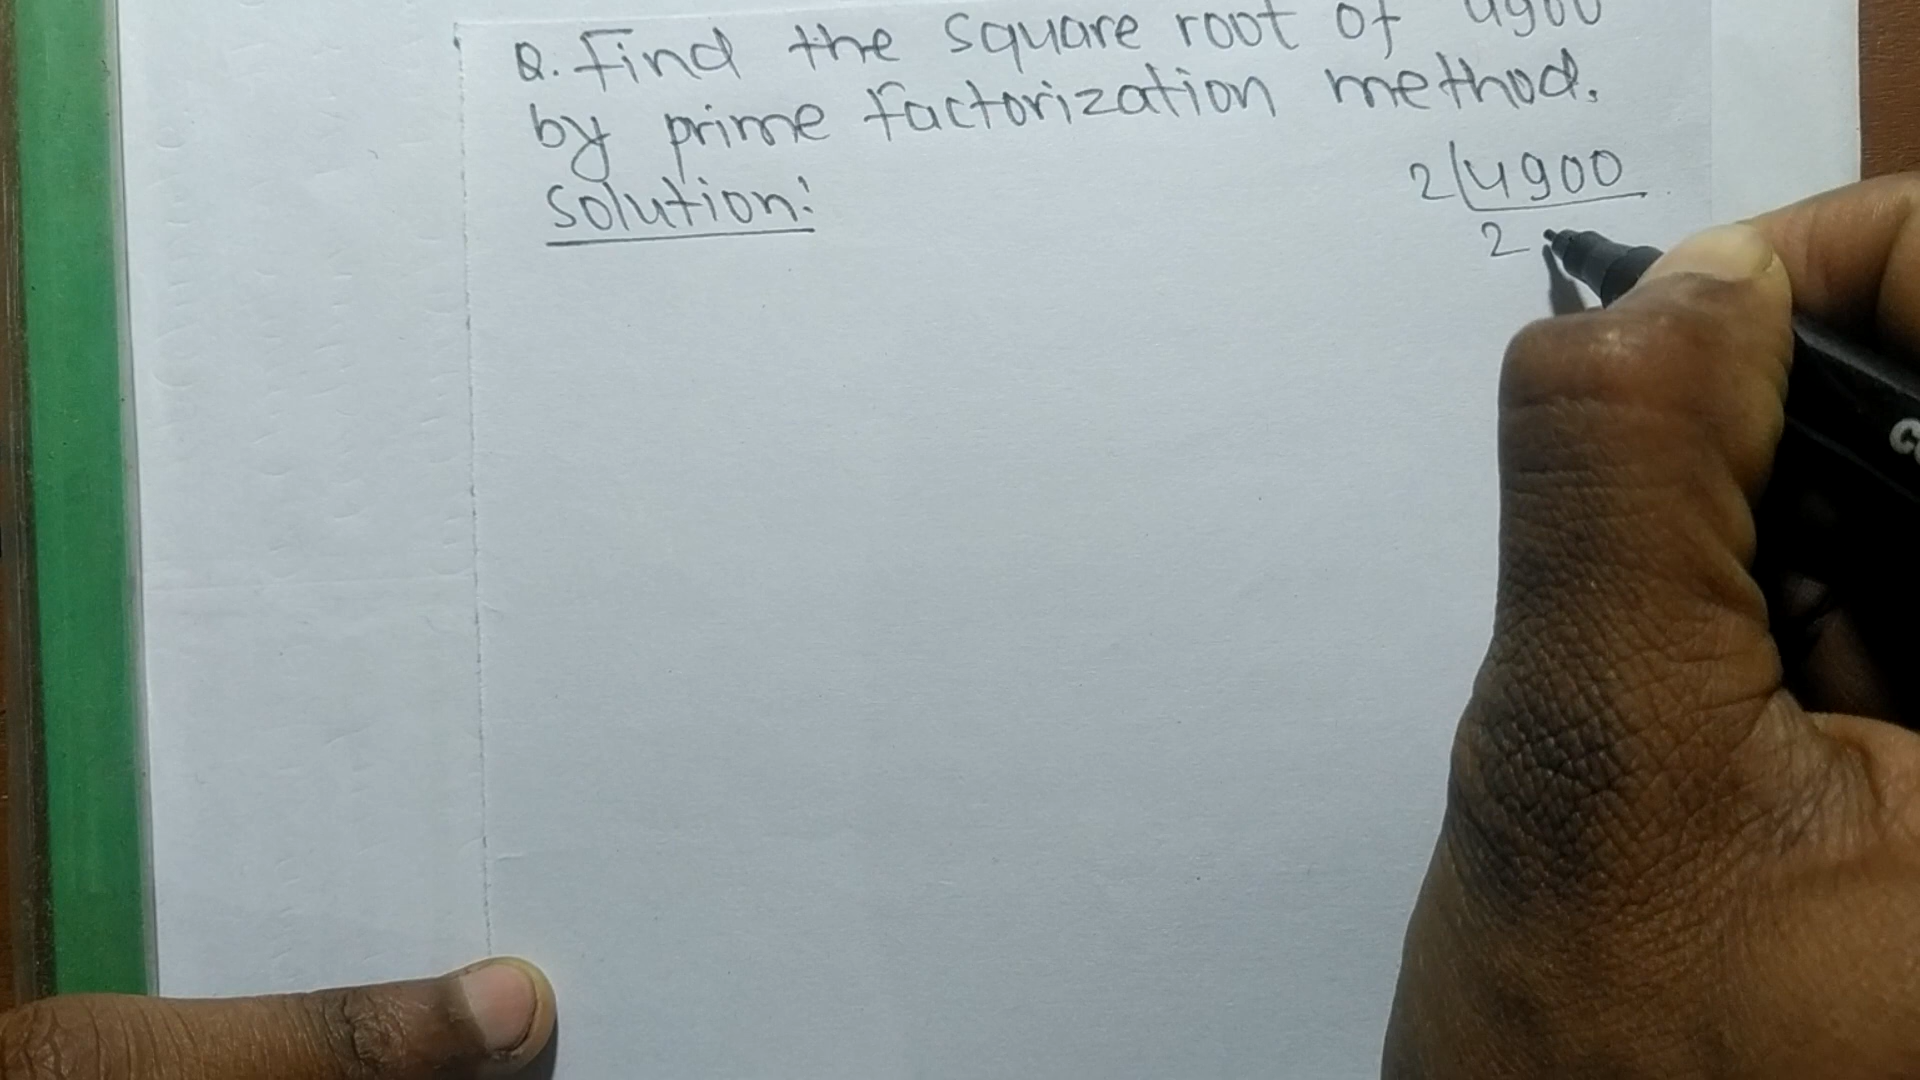 Q. Find the square root of 4900
by prime factorization method.
Solution:
2 4900
2